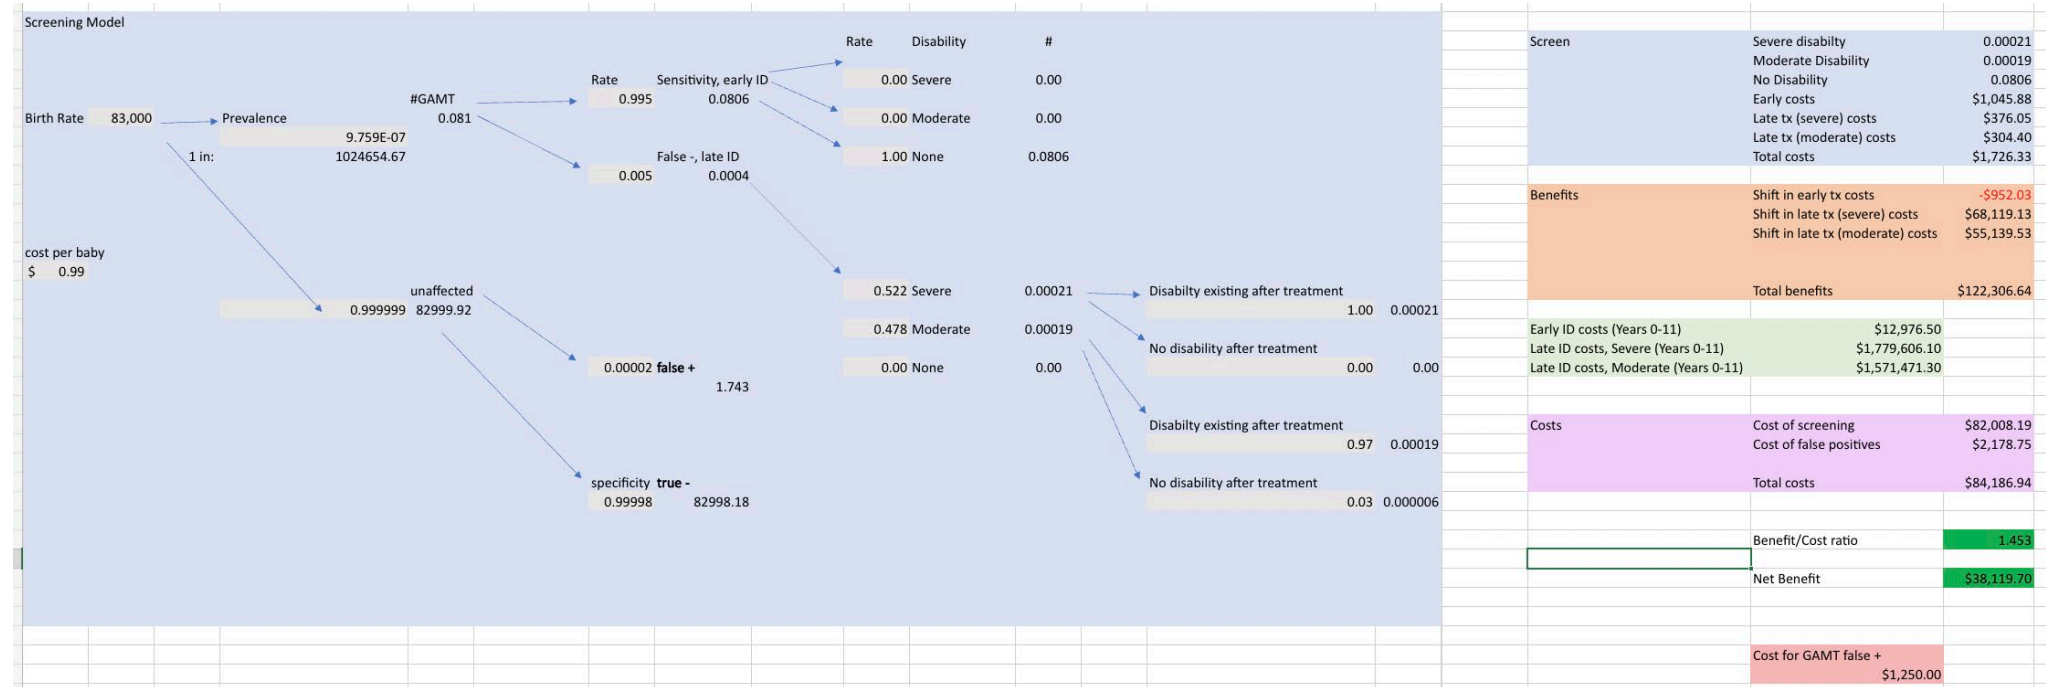 Screening Model
Rate Disability #
Rate Sensitivity, early ID 0.00 Severe 0.00
#GAMT 0.995 0.0806
Birth Rate 83,000 Prevalence 0.081 0.00 Moderate 0.00
9.759E-07
1 in: 1024654.67 False -, late ID 1.00 None 0.0806
0.005 0.0004
cost per baby
$ 0.99
unaffected 0.522 Severe 0.00021 Disabilty existing after treatment
0.999999 82999.92 1.00 0.00021
0.478 Moderate 0.00019
No disability after treatment
0.00002 false + 0.00 None 0.00 0.00 0.00
1.743
Disabilty existing after treatment
0.97 0.00019
specificity true - No disability after treatment
0.99998 82998.18 0.03 0.000006
Screen Severe disabilty 0.00021
Moderate Disability 0.00019
No Disability 0.0806
Early costs $1,045.88
Late tx (severe) costs $376.05
Late tx (moderate) costs $304.40
Total costs $1,726.33
Benefits Shift in early tx costs -$952.03
Shift in late tx (severe) costs $68,119.13
Shift in late tx (moderate) costs $55,139.53
Total benefits $122,306.64
Early ID costs (Years 0-11) $12,976.50
Late ID costs, Severe (Years 0-11) $1,779,606.10
Late ID costs, Moderate (Years 0-11) $1,571,471.30
Costs Cost of screening $82,008.19
Cost of false positives $2,178.75
Total costs $84,186.94
Benefit/Cost ratio 1.453
Net Benefit $38,119.70
Cost for GAMT false +
$1,250.00